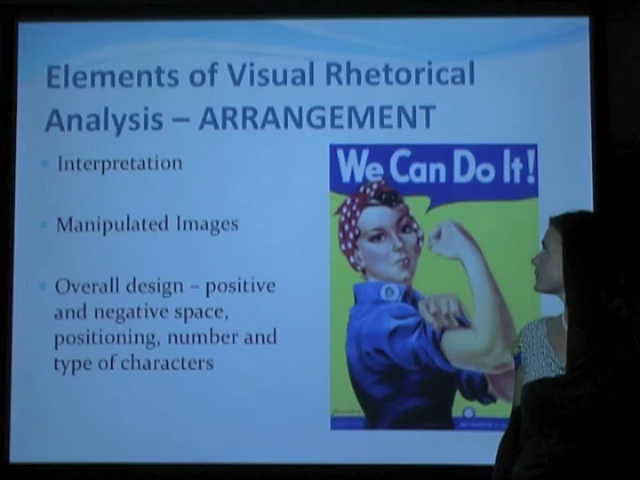 Elements of Visual Rhetorical
Analysis – ARRANGEMENT
Interpretation
Manipulated Images
Overall design – positive
and negative space,
positioning, number and
type of characters
We Can Do It!